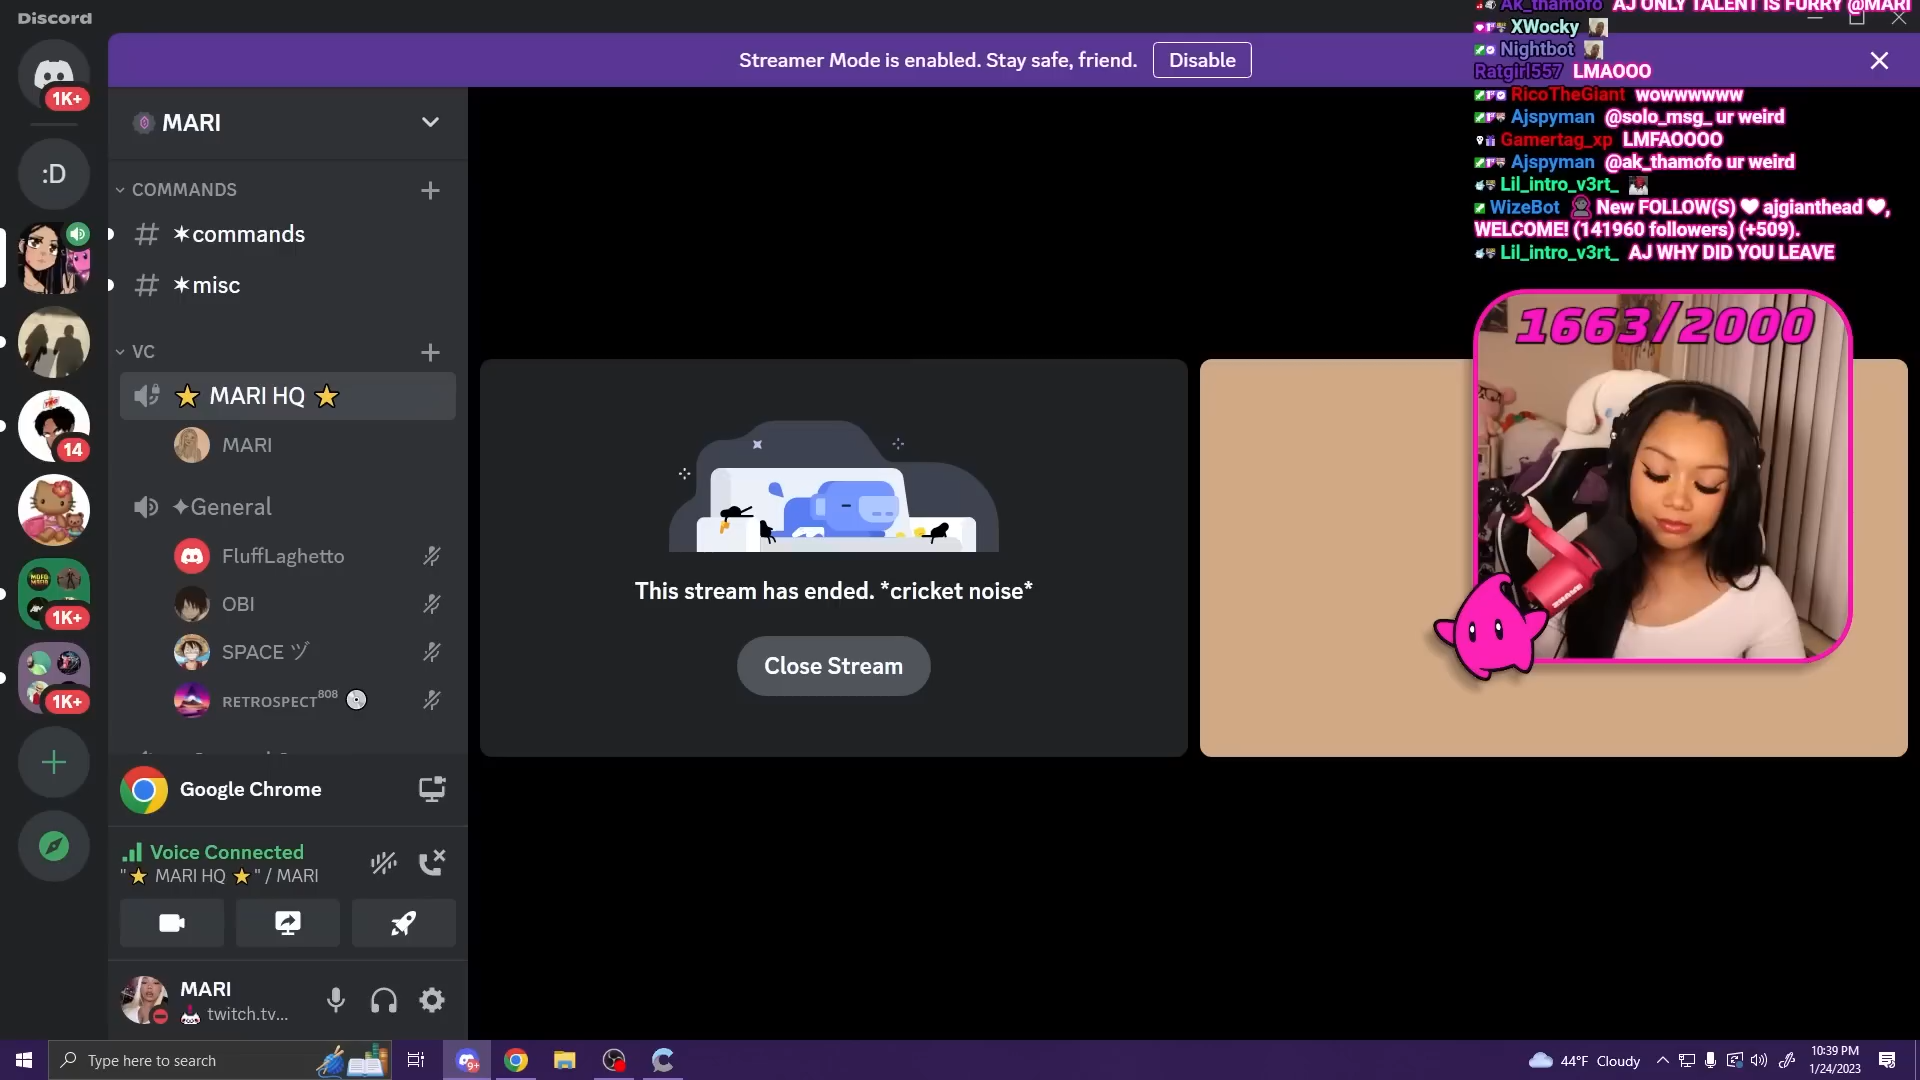 Discord
Ak_thamofo AJ ONLY TALENT IS FURRY @MARI
XWocky
Nightbot
Ratgirl557 LMAOOO
RicoTheGiant wowwwwww
Ajspyman @solo_msg_ ur weird
Gamertag_xp LMFAOOOO
Ajspyman @ak_thamofo ur weird
Lil_intro_v3rt_
WizeBot New FOLLOW(S) ajgianthead,
WELCOME! (141960 followers) (+509).
Lil_intro_v3rt_ AJ WHY DID YOU LEAVE
Streamer Mode is enabled. Stay safe, friend. Disable
1K+
:D
14
1K+
1K+
MARI
COMMANDS
# ✶commands
# ✶misc
VC
⭐ MARI HQ ⭐
MARI
✦General
FluffLaghetto
OBI
SPACE ヅ
RETROSPECT⁸⁰⁸
Google Chrome
Voice Connected
"⭐ MARI HQ ⭐" / MARI
MARI
twitch.tv...
This stream has ended. *cricket noise*
Close Stream
1663/2000
Type here to search
9+
44°F Cloudy
10:39 PM
1/24/2023